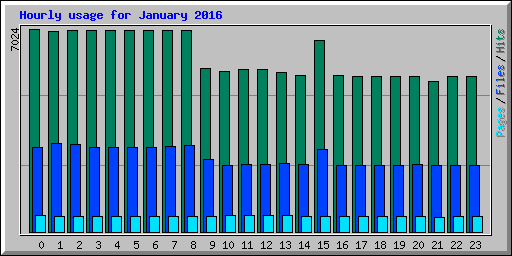 Hourly usage for January 2016
7024
Pages/Files/Hits
0 1 2 3 4 5 6 7 8 9 10 11 12 13 14 15 16 17 18 19 20 21 22 23